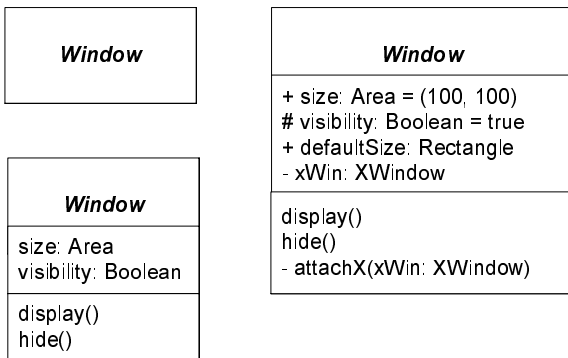 Window
Window
size: Area
visibility: Boolean
display()
hide()
Window
+ size: Area = (100, 100)
# visibility: Boolean = true
+ defaultSize: Rectangle
- xWin: XWindow
display()
hide()
- attachX(xWin: XWindow)